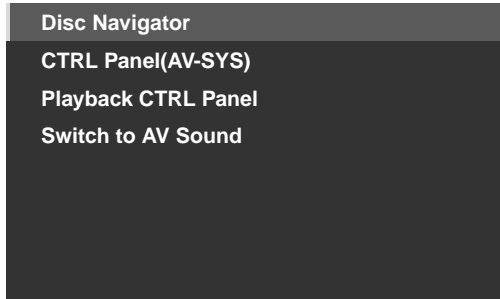 Disc Navigator
CTRL Panel(AV-SYS)
Playback CTRL Panel
Switch to AV Sound